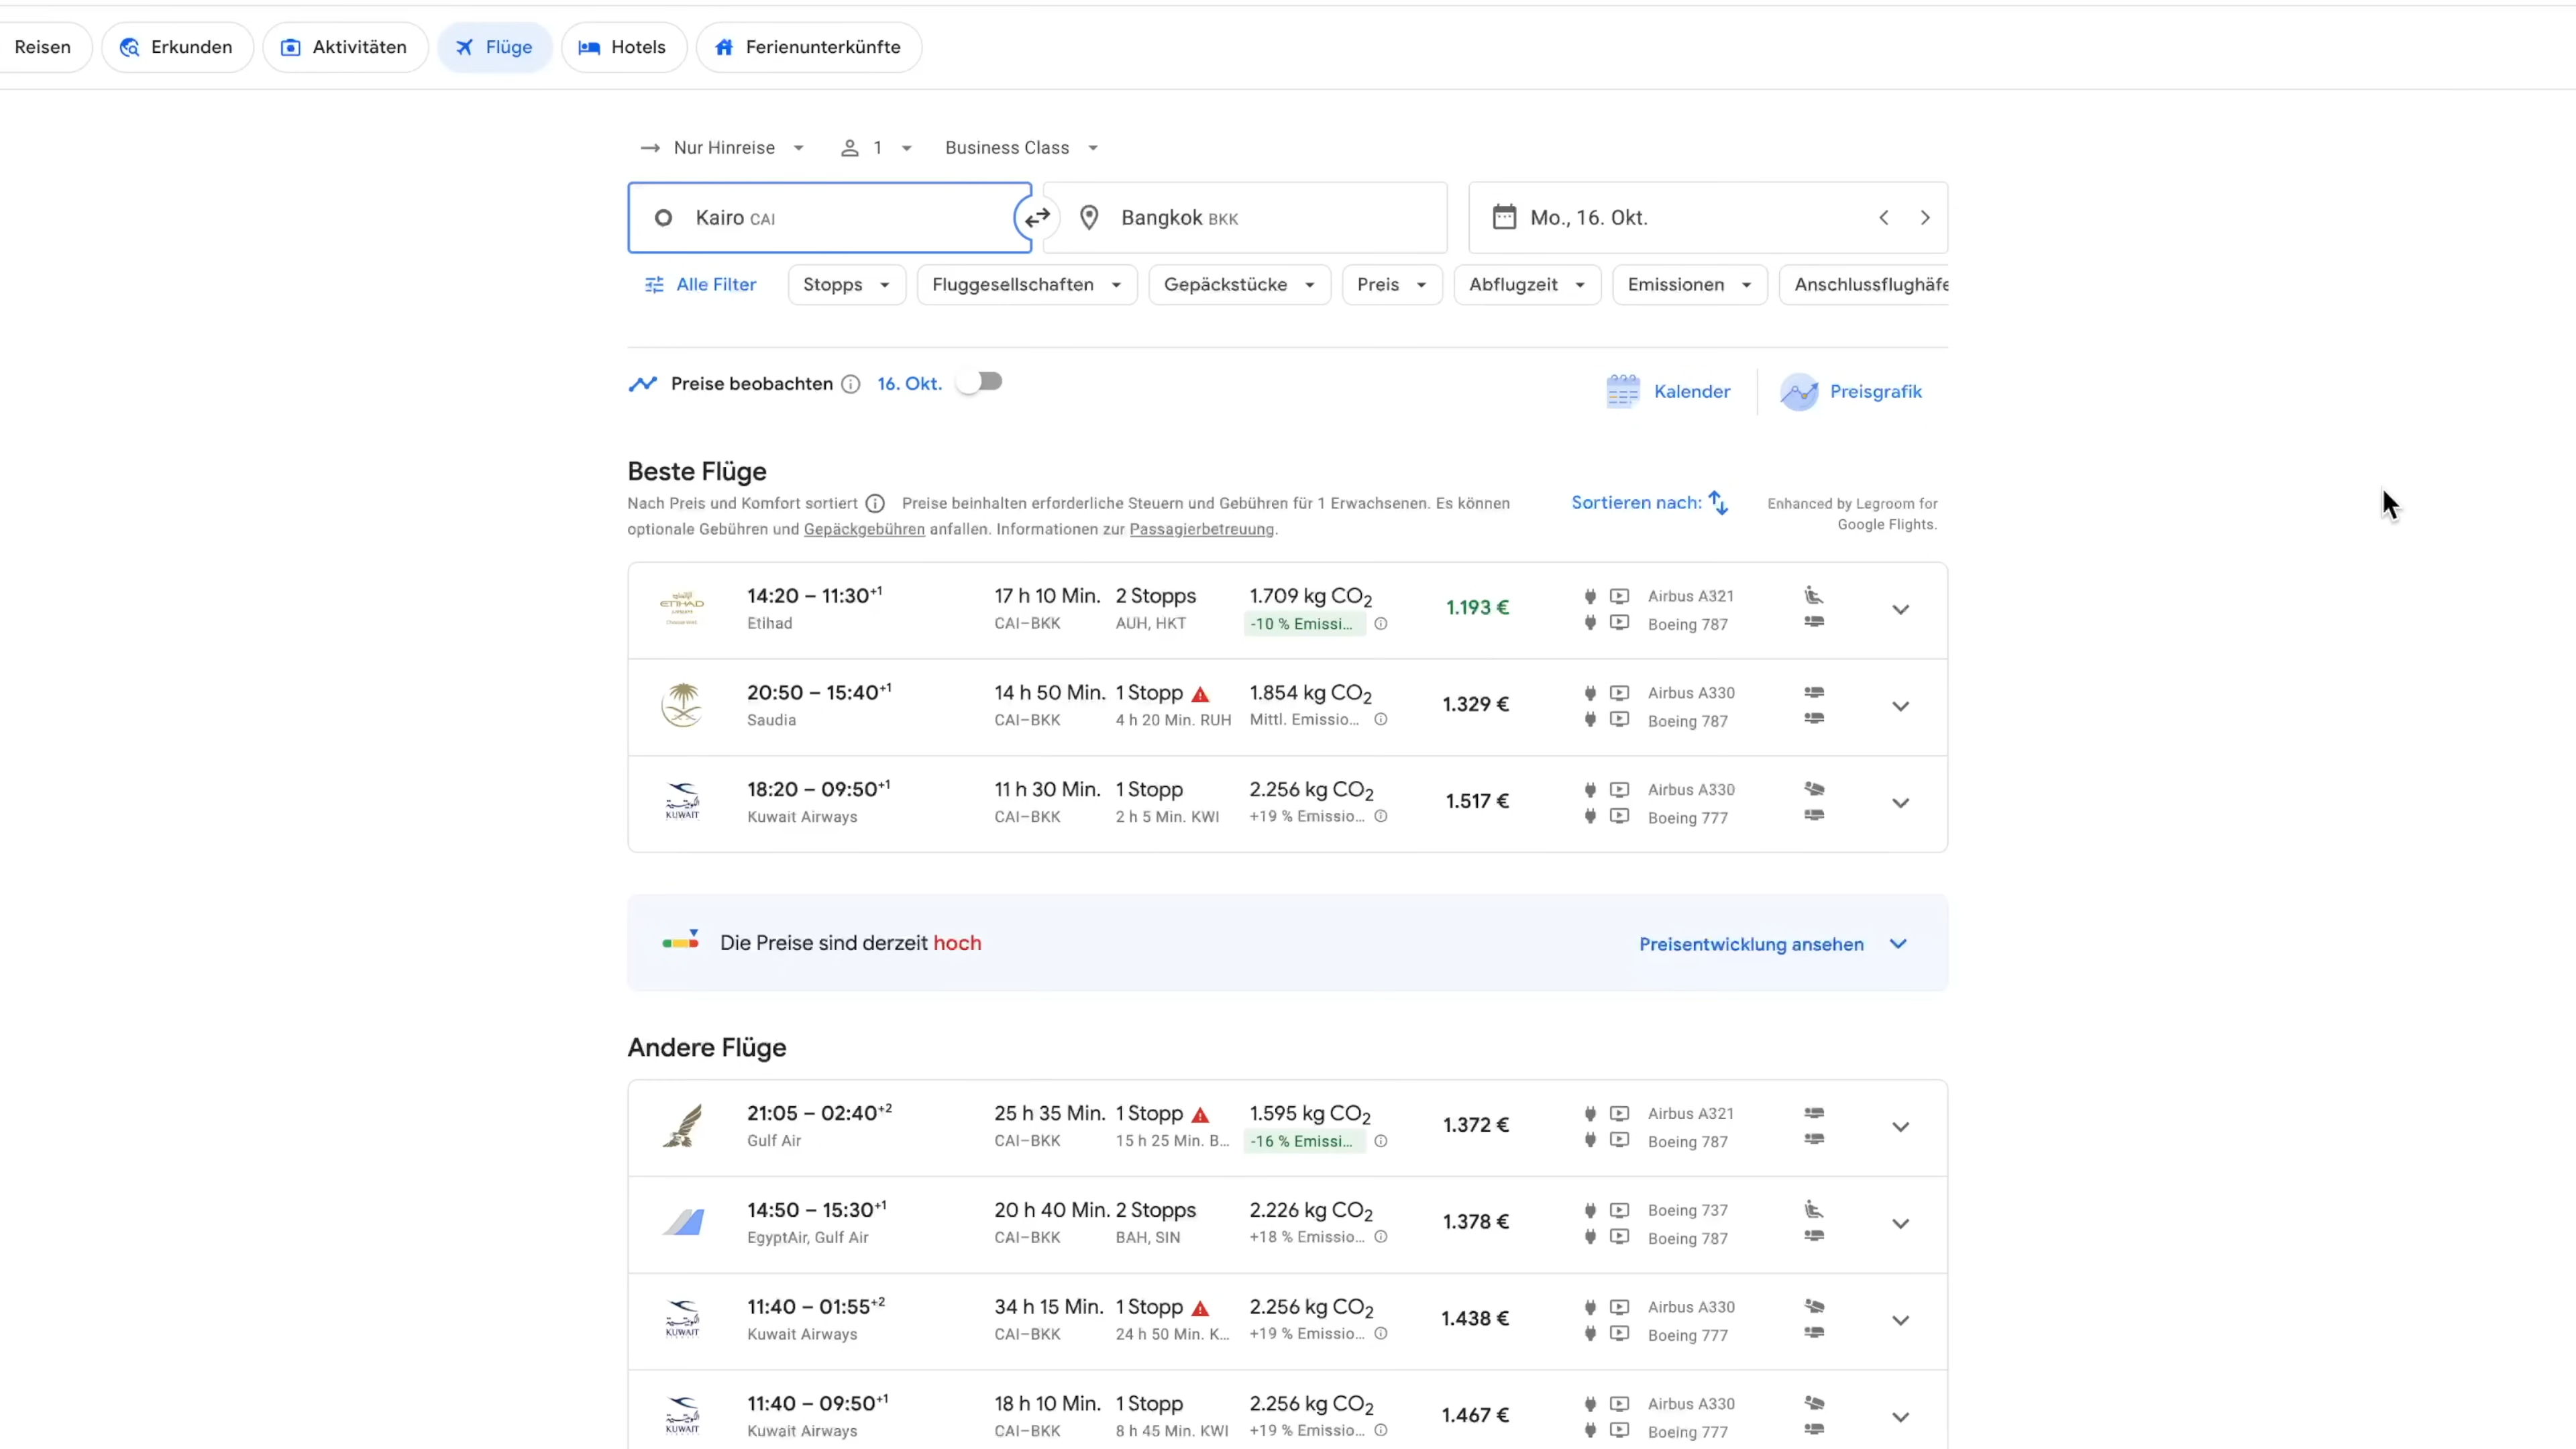 Reisen
Erkunden
Aktivitäten
Flüge
Hotels
Ferienunterkünfte
Nur Hinreise
1
Business Class
Kairo CAI
Bangkok BKK
Mo., 16. Okt.
Alle Filter
Stopps
Fluggesellschaften
Gepäckstücke
Preis
Abflugzeit
Emissionen
Anschlussflughäfe
Preise beobachten
16. Okt.
Kalender
Preisgrafik
Beste Flüge
Nach Preis und Komfort sortiert Preise beinhalten erforderliche Steuern und Gebühren für 1 Erwachsenen. Es können
optionale Gebühren und Gepäckgebühren anfallen. Informationen zur Passagierbetreuung.
Sortieren nach:
Enhanced by Legroom for
Google Flights.
ETIHAD
14:20 – 11:30+1 17 h 10 Min. 2 Stopps 1.709 kg CO2 1.193 € Airbus A321
Etihad CAI–BKK AUH, HKT -10 % Emissi... Boeing 787
20:50 – 15:40+1 14 h 50 Min. 1 Stopp 1.854 kg CO2 1.329 € Airbus A330
Saudia CAI–BKK 4 h 20 Min. RUH Mittl. Emissio... Boeing 787
KUWAIT
18:20 – 09:50+1 11 h 30 Min. 1 Stopp 2.256 kg CO2 1.517 € Airbus A330
Kuwait Airways CAI–BKK 2 h 5 Min. KWI +19 % Emissio... Boeing 777
Die Preise sind derzeit hoch
Preisentwicklung ansehen
Andere Flüge
21:05 – 02:40+2 25 h 35 Min. 1 Stopp 1.595 kg CO2 1.372 € Airbus A321
Gulf Air CAI–BKK 15 h 25 Min. B... -16 % Emissi... Boeing 787
14:50 – 15:30+1 20 h 40 Min. 2 Stopps 2.226 kg CO2 1.378 € Boeing 737
EgyptAir, Gulf Air CAI–BKK BAH, SIN +18 % Emissio... Boeing 787
KUWAIT
11:40 – 01:55+2 34 h 15 Min. 1 Stopp 2.256 kg CO2 1.438 € Airbus A330
Kuwait Airways CAI–BKK 24 h 50 Min. K... +19 % Emissio... Boeing 777
KUWAIT
11:40 – 09:50+1 18 h 10 Min. 1 Stopp 2.256 kg CO2 1.467 € Airbus A330
Kuwait Airways CAI–BKK 8 h 45 Min. KWI +19 % Emissio... Boeing 777